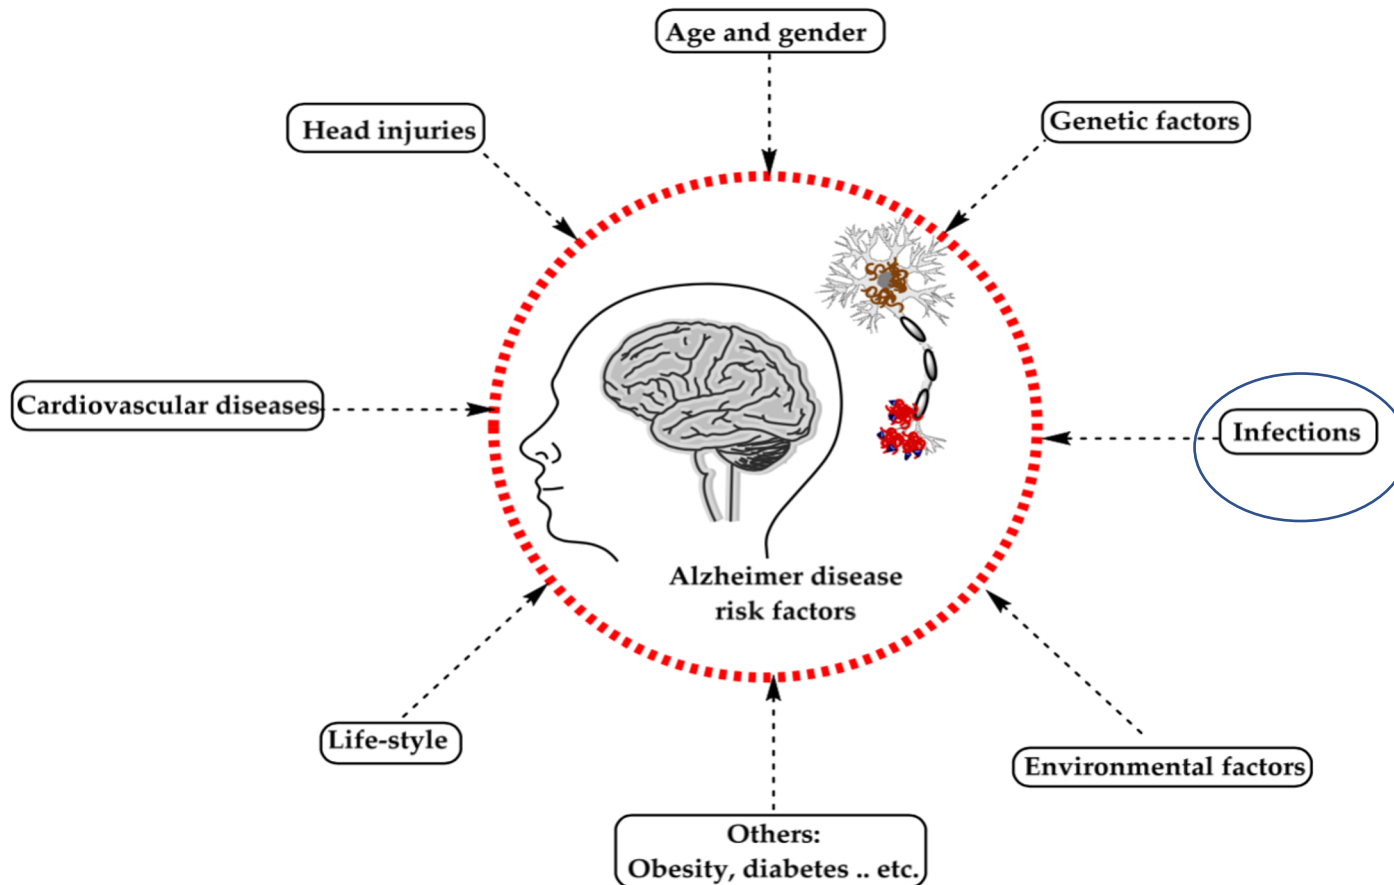 Age and gender
Head injuries
Genetic factors
Cardiovascular diseases
Infections
Alzheimer disease
risk factors
Life-style
Environmental factors
Others:
Obesity, diabetes .. etc.